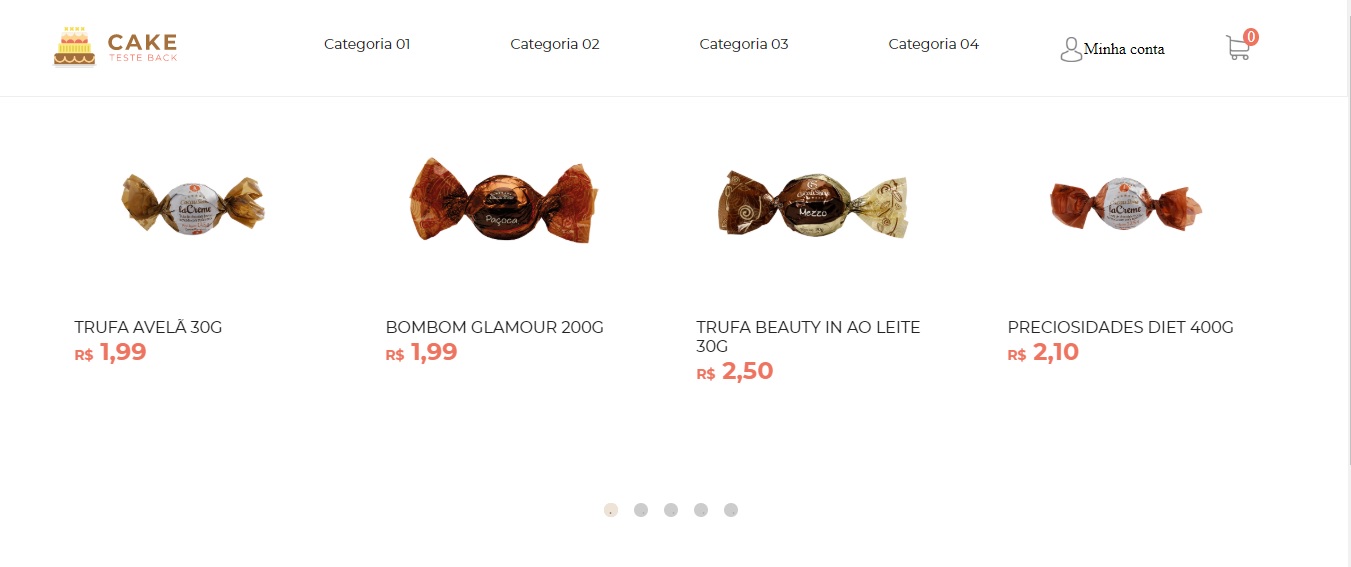 CAKE
TESTE BACK
Categoria 01
Categoria 02
Categoria 03
Categoria 04
Minha conta
0
laCreme
Paçoca
Mezzo
laCreme
TRUFA AVELÃ 30G
R$ 1,99
BOMBOM GLAMOUR 200G
R$ 1,99
TRUFA BEAUTY IN AO LEITE
30G
R$ 2,50
PRECIOSIDADES DIET 400G
R$ 2,10